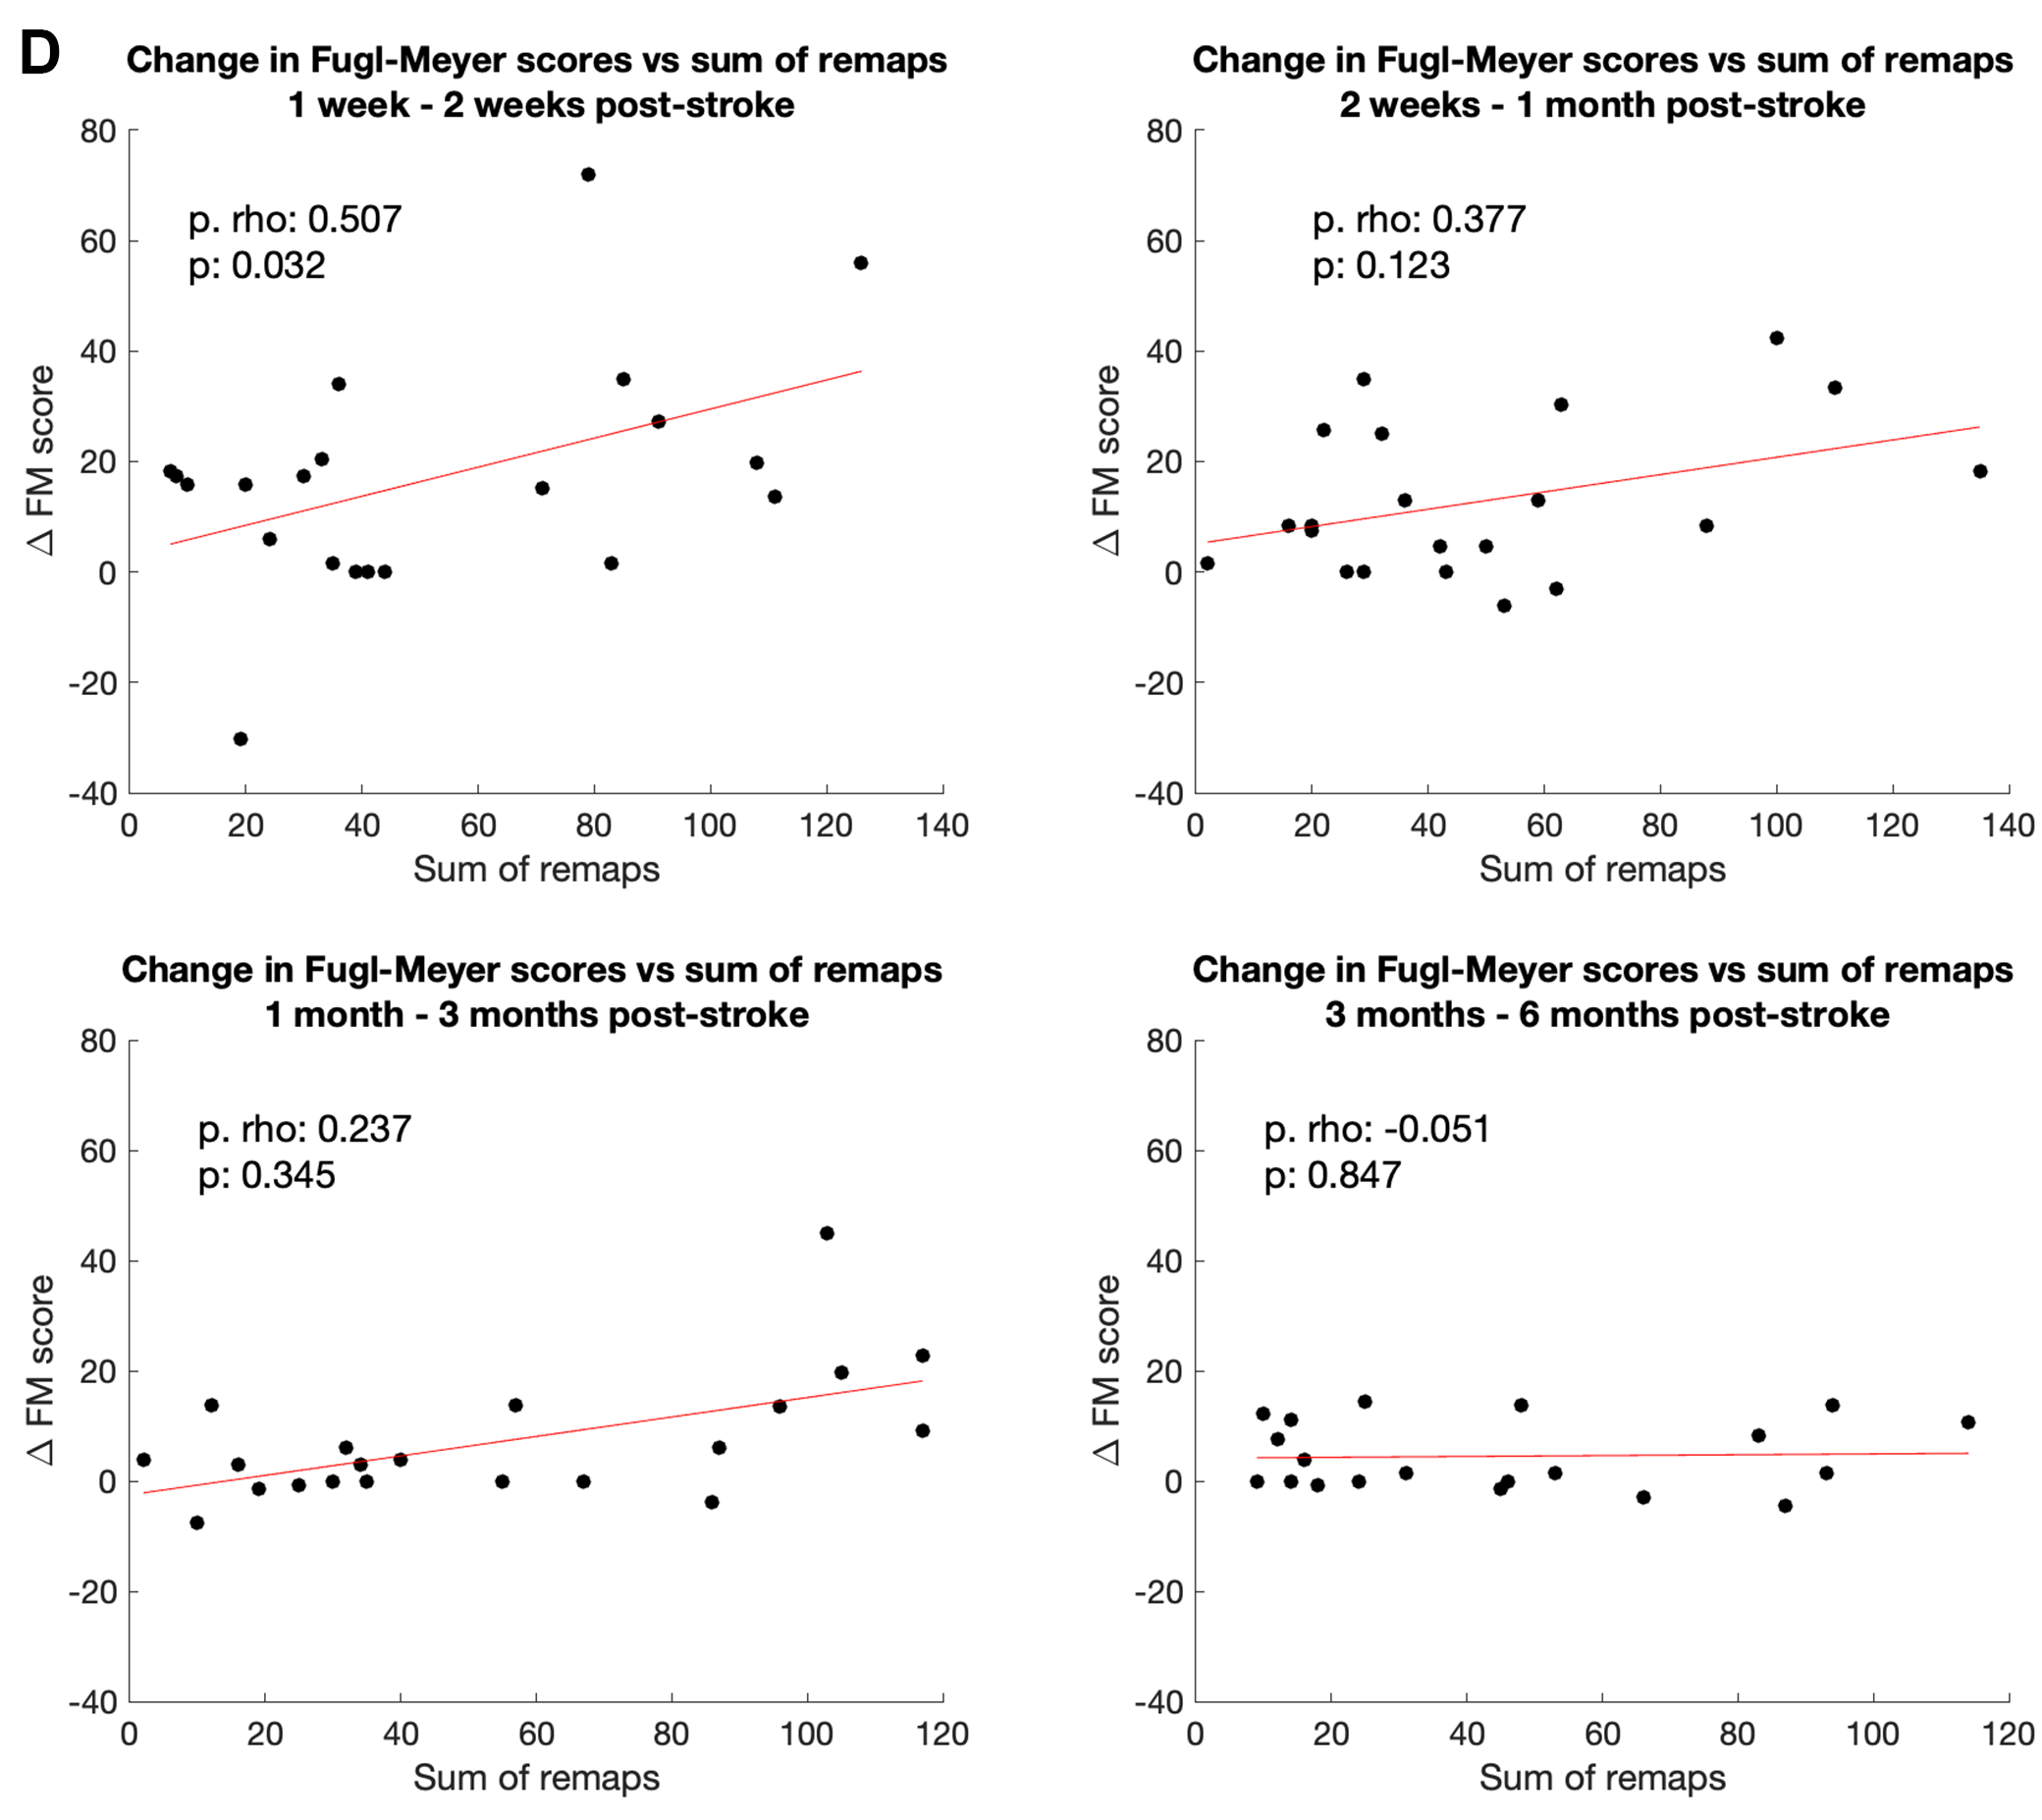 D
Change in Fugl-Meyer scores vs sum of remaps
1 week - 2 weeks post-stroke
80
60
40
20
0
-20
-40
p. rho: 0.507
p: 0.032
△ FM score
0 20 40 60 80 100 120 140
Sum of remaps
Change in Fugl-Meyer scores vs sum of remaps
2 weeks - 1 month post-stroke
80
60
40
20
0
-20
-40
p. rho: 0.377
p: 0.123
△ FM score
0 20 40 60 80 100 120 140
Sum of remaps
Change in Fugl-Meyer scores vs sum of remaps
1 month - 3 months post-stroke
80
60
40
20
0
-20
-40
p. rho: 0.237
p: 0.345
△ FM score
0 20 40 60 80 100 120
Sum of remaps
Change in Fugl-Meyer scores vs sum of remaps
3 months - 6 months post-stroke
80
60
40
20
0
-20
-40
p. rho: -0.051
p: 0.847
△ FM score
0 20 40 60 80 100 120
Sum of remaps